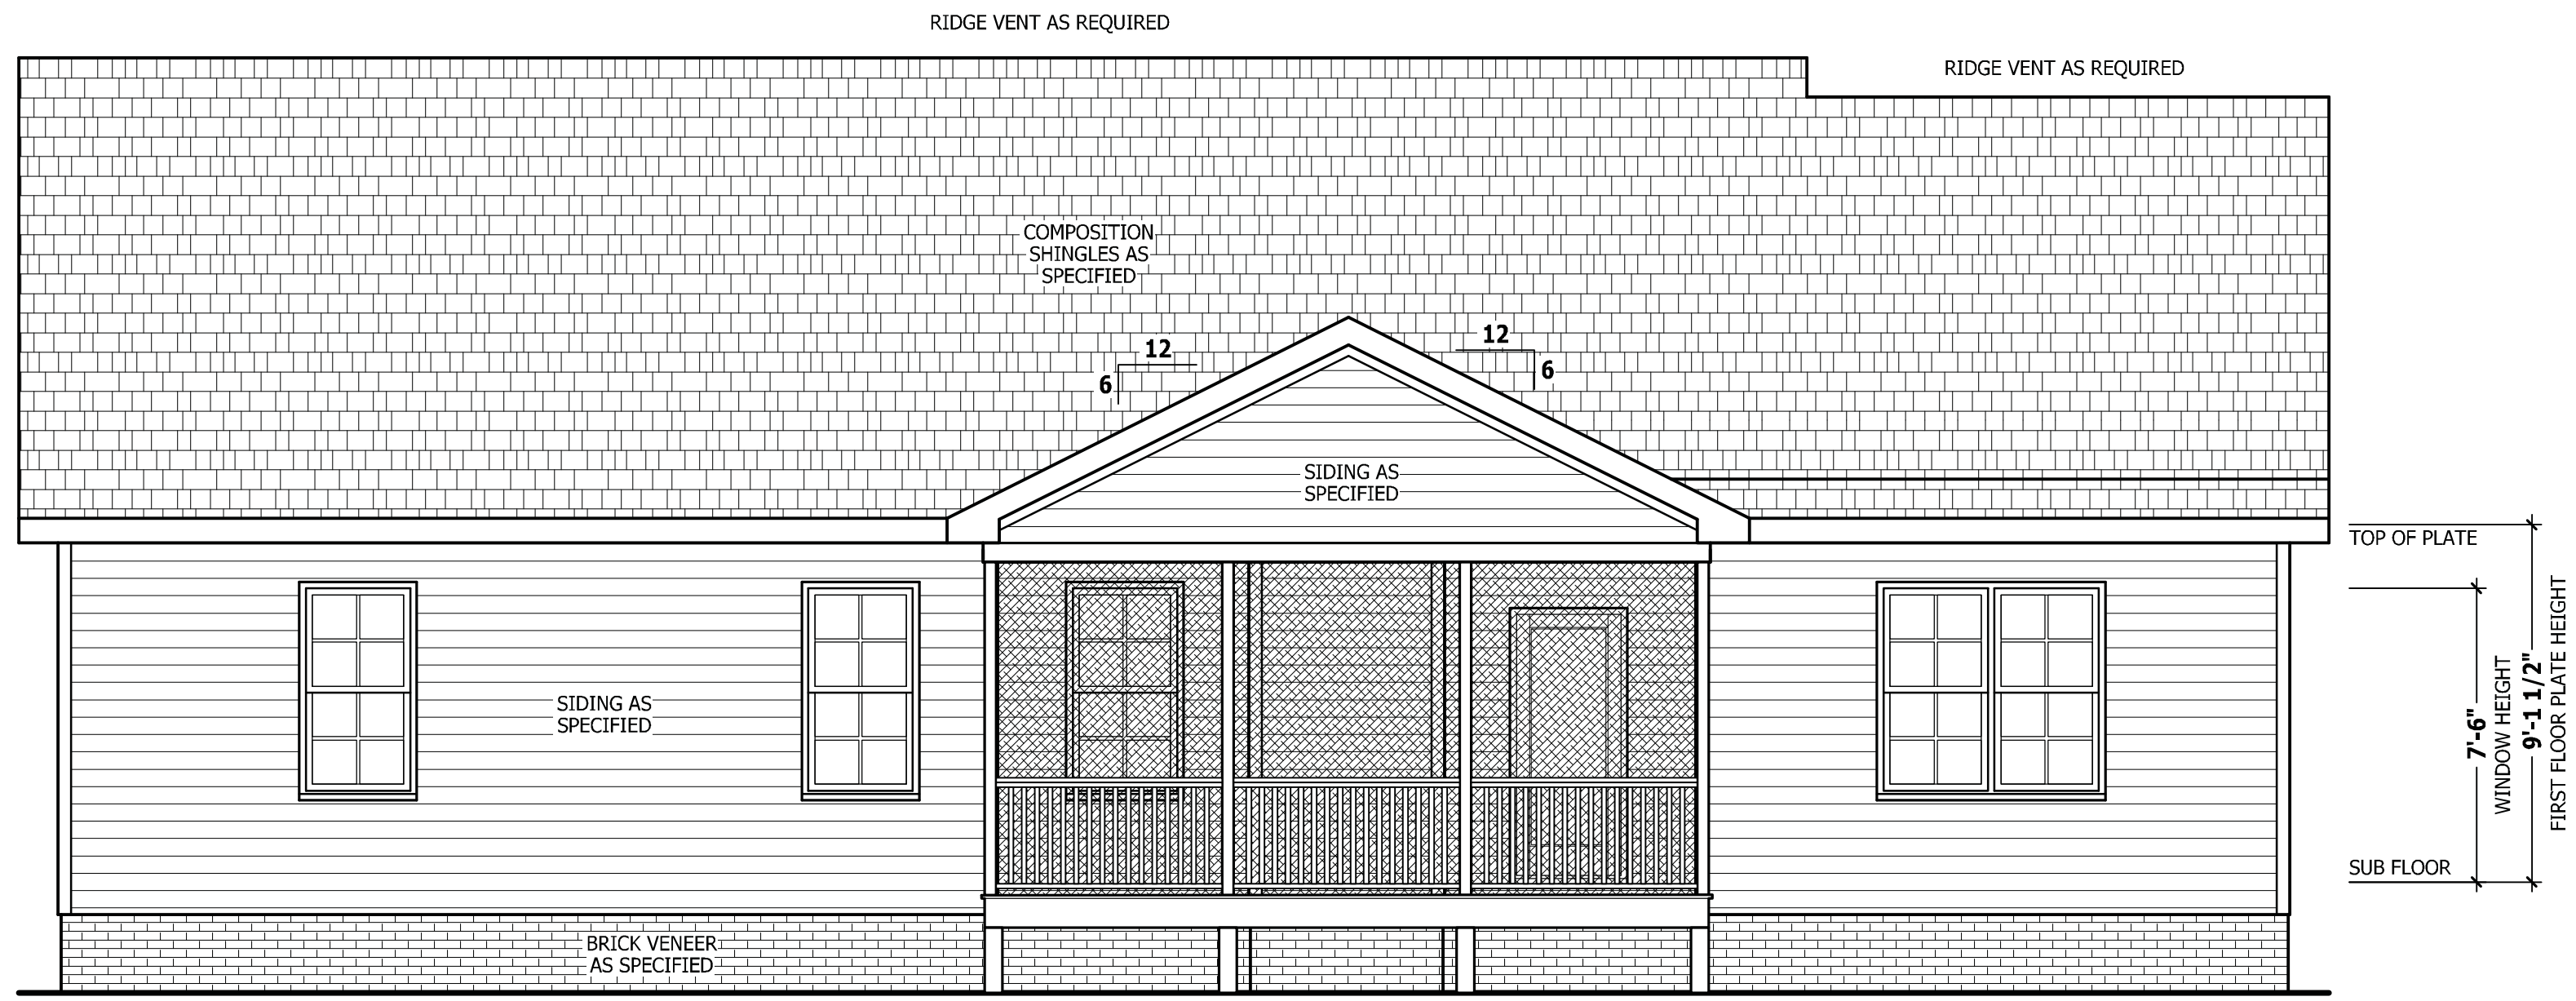 RIDGE VENT AS REQUIRED
RIDGE VENT AS REQUIRED
COMPOSITION
SHINGLES AS
SPECIFIED
12
6
12
6
SIDING AS
SPECIFIED
TOP OF PLATE
SIDING AS
SPECIFIED
7'-6"
WINDOW HEIGHT
9'-1 1/2"
FIRST FLOOR PLATE HEIGHT
SUB FLOOR
BRICK VENEER
AS SPECIFIED